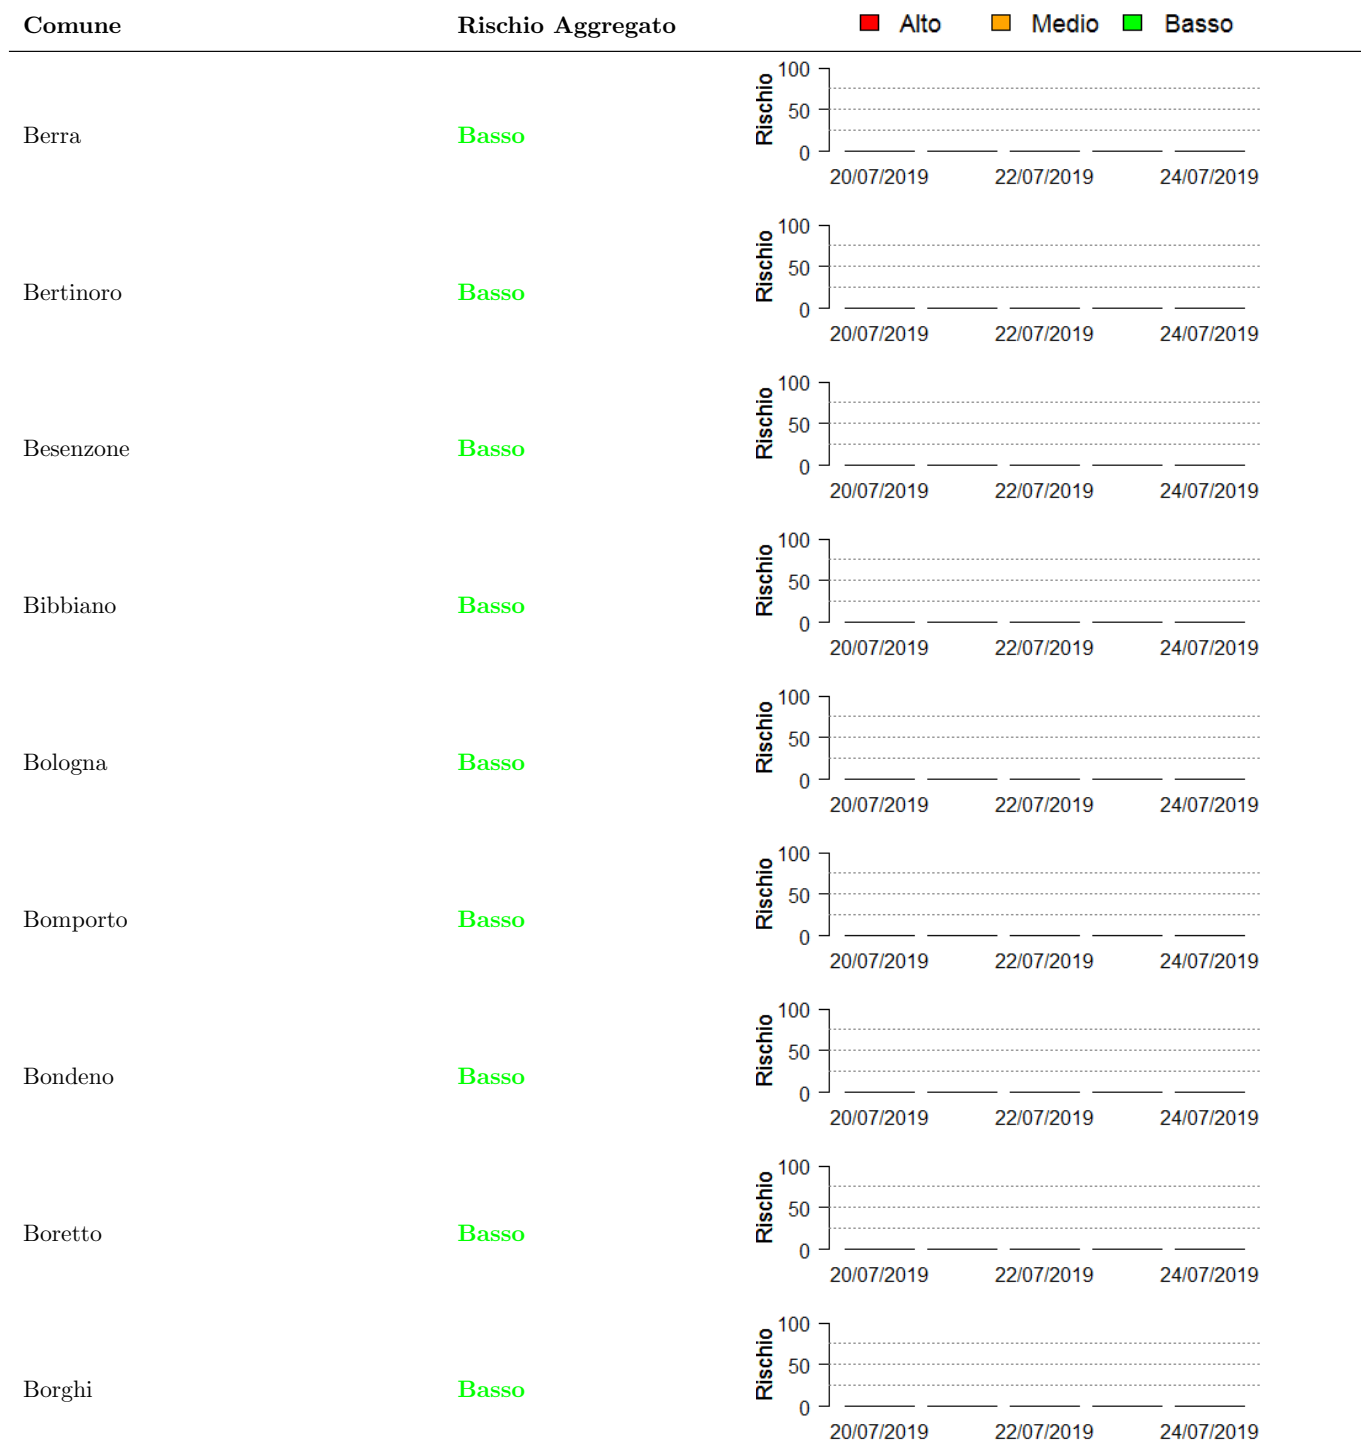 Comune Rischio Aggregato Alto Medio Basso
100
50
0
Rischio
Berra Basso
20/07/2019 22/07/2019 24/07/2019
100
50
0
Rischio
Bertinoro Basso
20/07/2019 22/07/2019 24/07/2019
100
50
0
Rischio
Besenzone Basso
20/07/2019 22/07/2019 24/07/2019
100
50
0
Rischio
Bibbiano Basso
20/07/2019 22/07/2019 24/07/2019
100
50
0
Rischio
Bologna Basso
20/07/2019 22/07/2019 24/07/2019
100
50
0
Rischio
Bomporto Basso
20/07/2019 22/07/2019 24/07/2019
100
50
0
Rischio
Bondeno Basso
20/07/2019 22/07/2019 24/07/2019
100
50
0
Rischio
Boretto Basso
20/07/2019 22/07/2019 24/07/2019
100
50
0
Rischio
Borghi Basso
20/07/2019 22/07/2019 24/07/2019